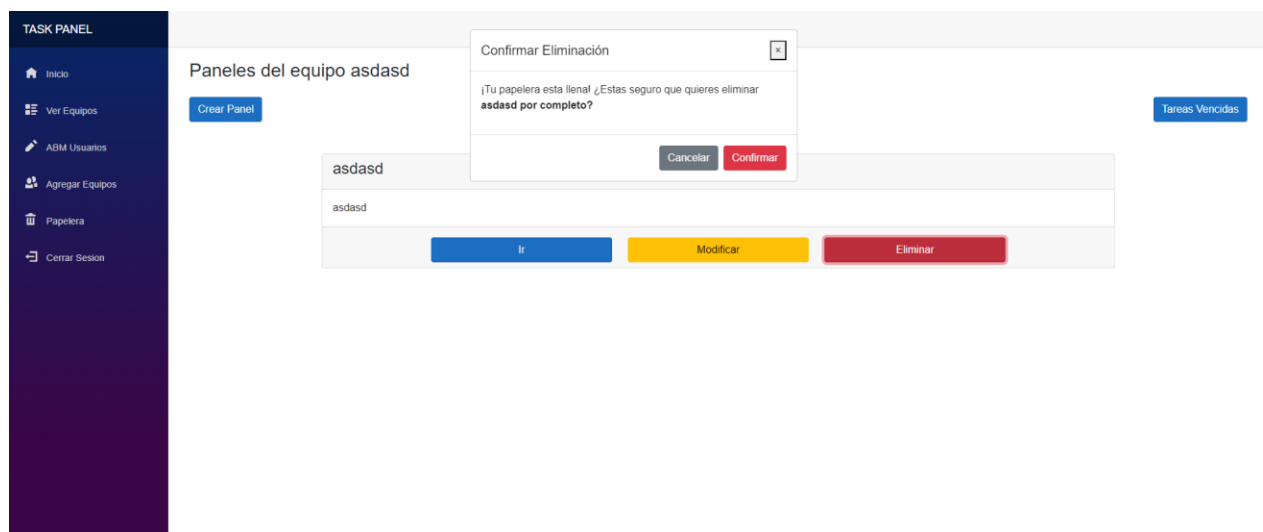 TASK PANEL
Inicio
Ver Equipos
ABM Usuarios
Agregar Equipos
Papelera
Cerrar Sesion
Paneles del equipo asdasd
Crear Panel
Tareas Vencidas
Confirmar Eliminación
×
¡Tu papelera esta llena! ¿Estas seguro que quieres eliminar
asdasd por completo?
Cancelar
Confirmar
asdasd
asdasd
Ir
Modificar
Eliminar